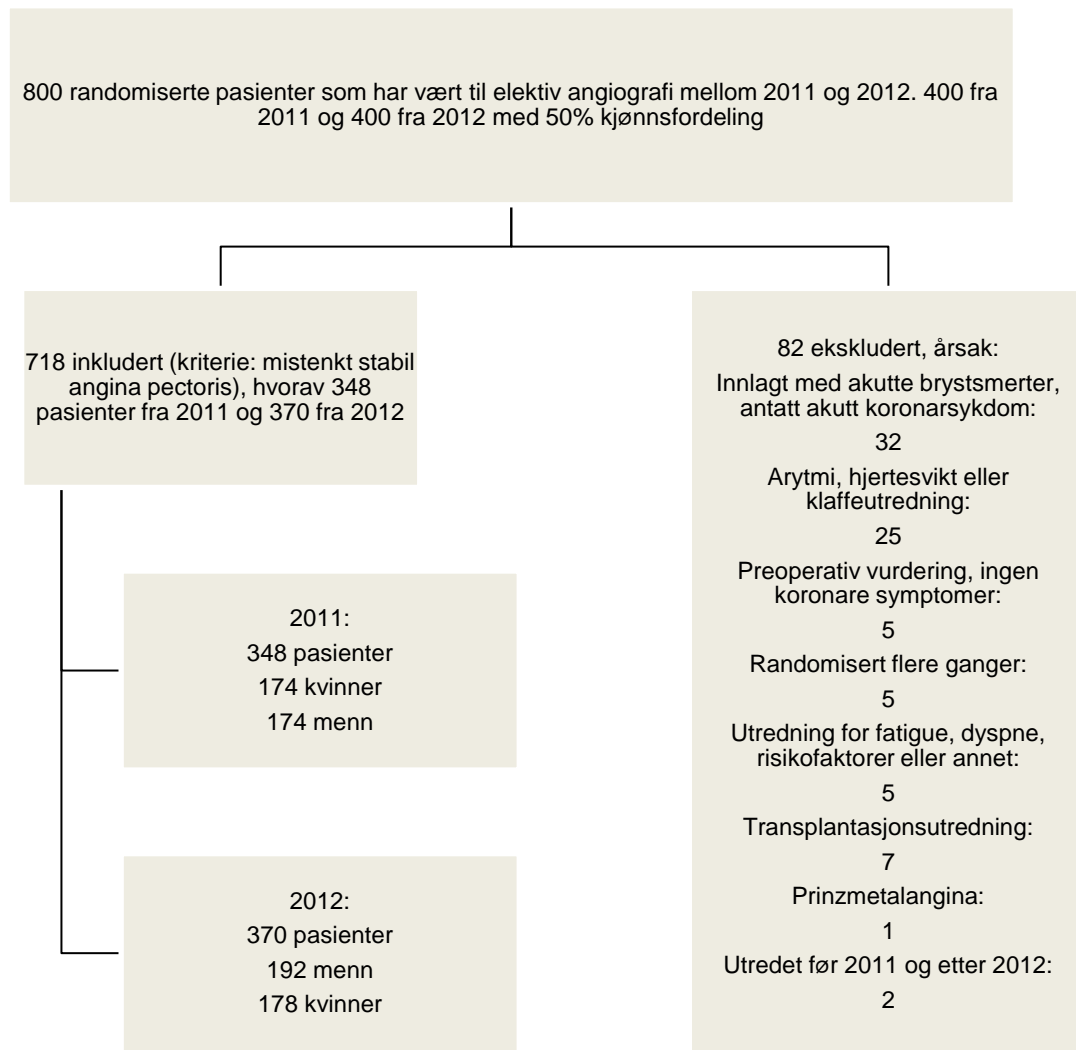 800 randomiserte pasienter som har vært til elektiv angiografi mellom 2011 og 2012. 400 fra
2011 og 400 fra 2012 med 50% kjønnsfordeling
718 inkludert (kriterie: mistenkt stabil
angina pectoris), hvorav 348
pasienter fra 2011 og 370 fra 2012
2011:
348 pasienter
174 kvinner
174 menn
2012:
370 pasienter
192 menn
178 kvinner
82 ekskludert, årsak:
Innlagt med akutte brystsmerter,
antatt akutt koronarsykdom:
32
Arytmi, hjertesvikt eller
klaffeutredning:
25
Preoperativ vurdering, ingen
koronare symptomer:
5
Randomisert flere ganger:
5
Utredning for fatigue, dyspne,
risikofaktorer eller annet:
5
Transplantasjonsutredning:
7
Prinzmetalangina:
1
Utredet før 2011 og etter 2012:
2